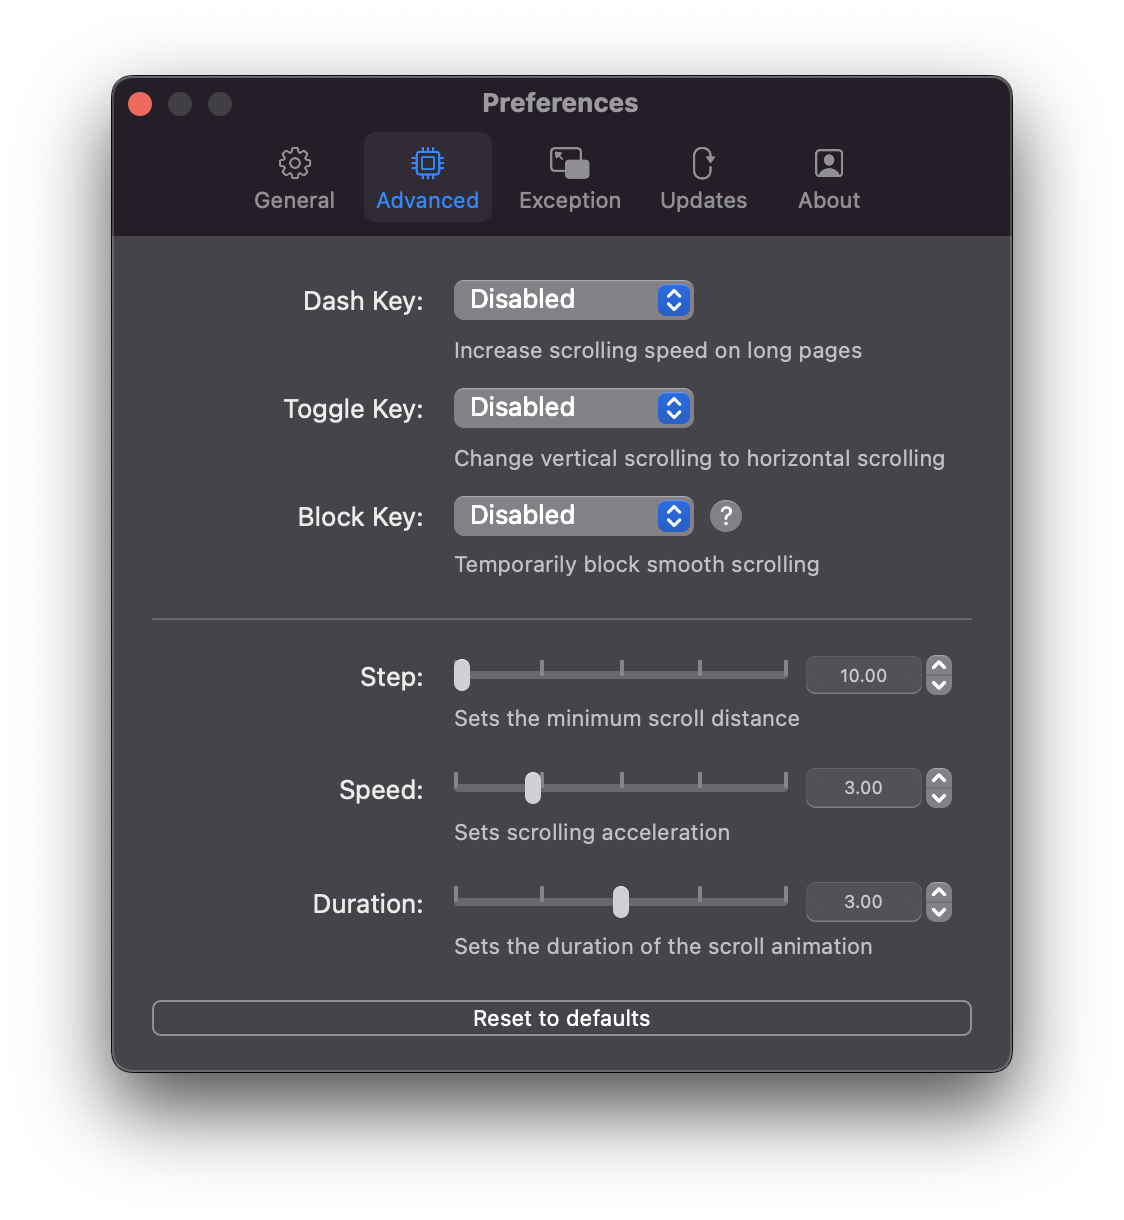 Preferences
General Advanced Exception Updates About
Dash Key: Disabled
Increase scrolling speed on long pages
Toggle Key: Disabled
Change vertical scrolling to horizontal scrolling
Block Key: Disabled ?
Temporarily block smooth scrolling
Step: 10.00
Sets the minimum scroll distance
Speed: 3.00
Sets scrolling acceleration
Duration: 3.00
Sets the duration of the scroll animation
Reset to defaults